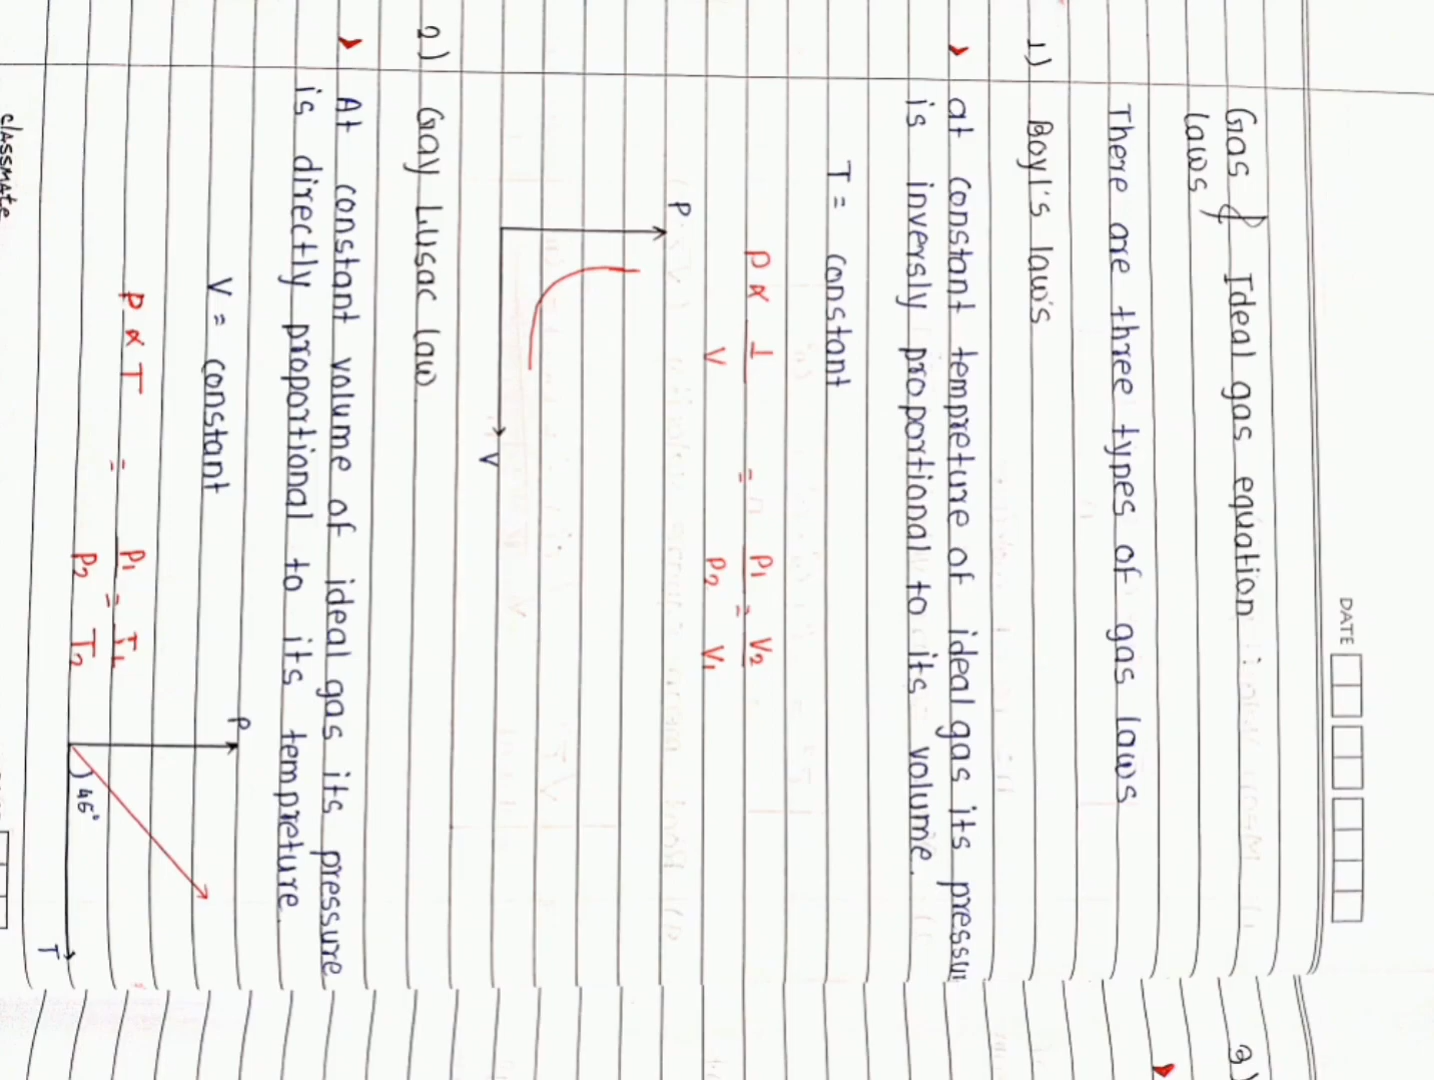 DATE
Gas & Ideal gas equation
laws
There are three types of gas laws
1) Boyl's law's
at constant tempreture of ideal gas its pressu
is inversly proportional to its volume.
T = constant
P ∝ 1 = P1 = V2
V P2 V1
P
V
2) Gay Lusac law
At constant volume of ideal gas its pressure
is directly proportional to its tempreture.
V = constant
P
P ∝ T = P1 = T1
P2 T2
45°
T
classmate
3)